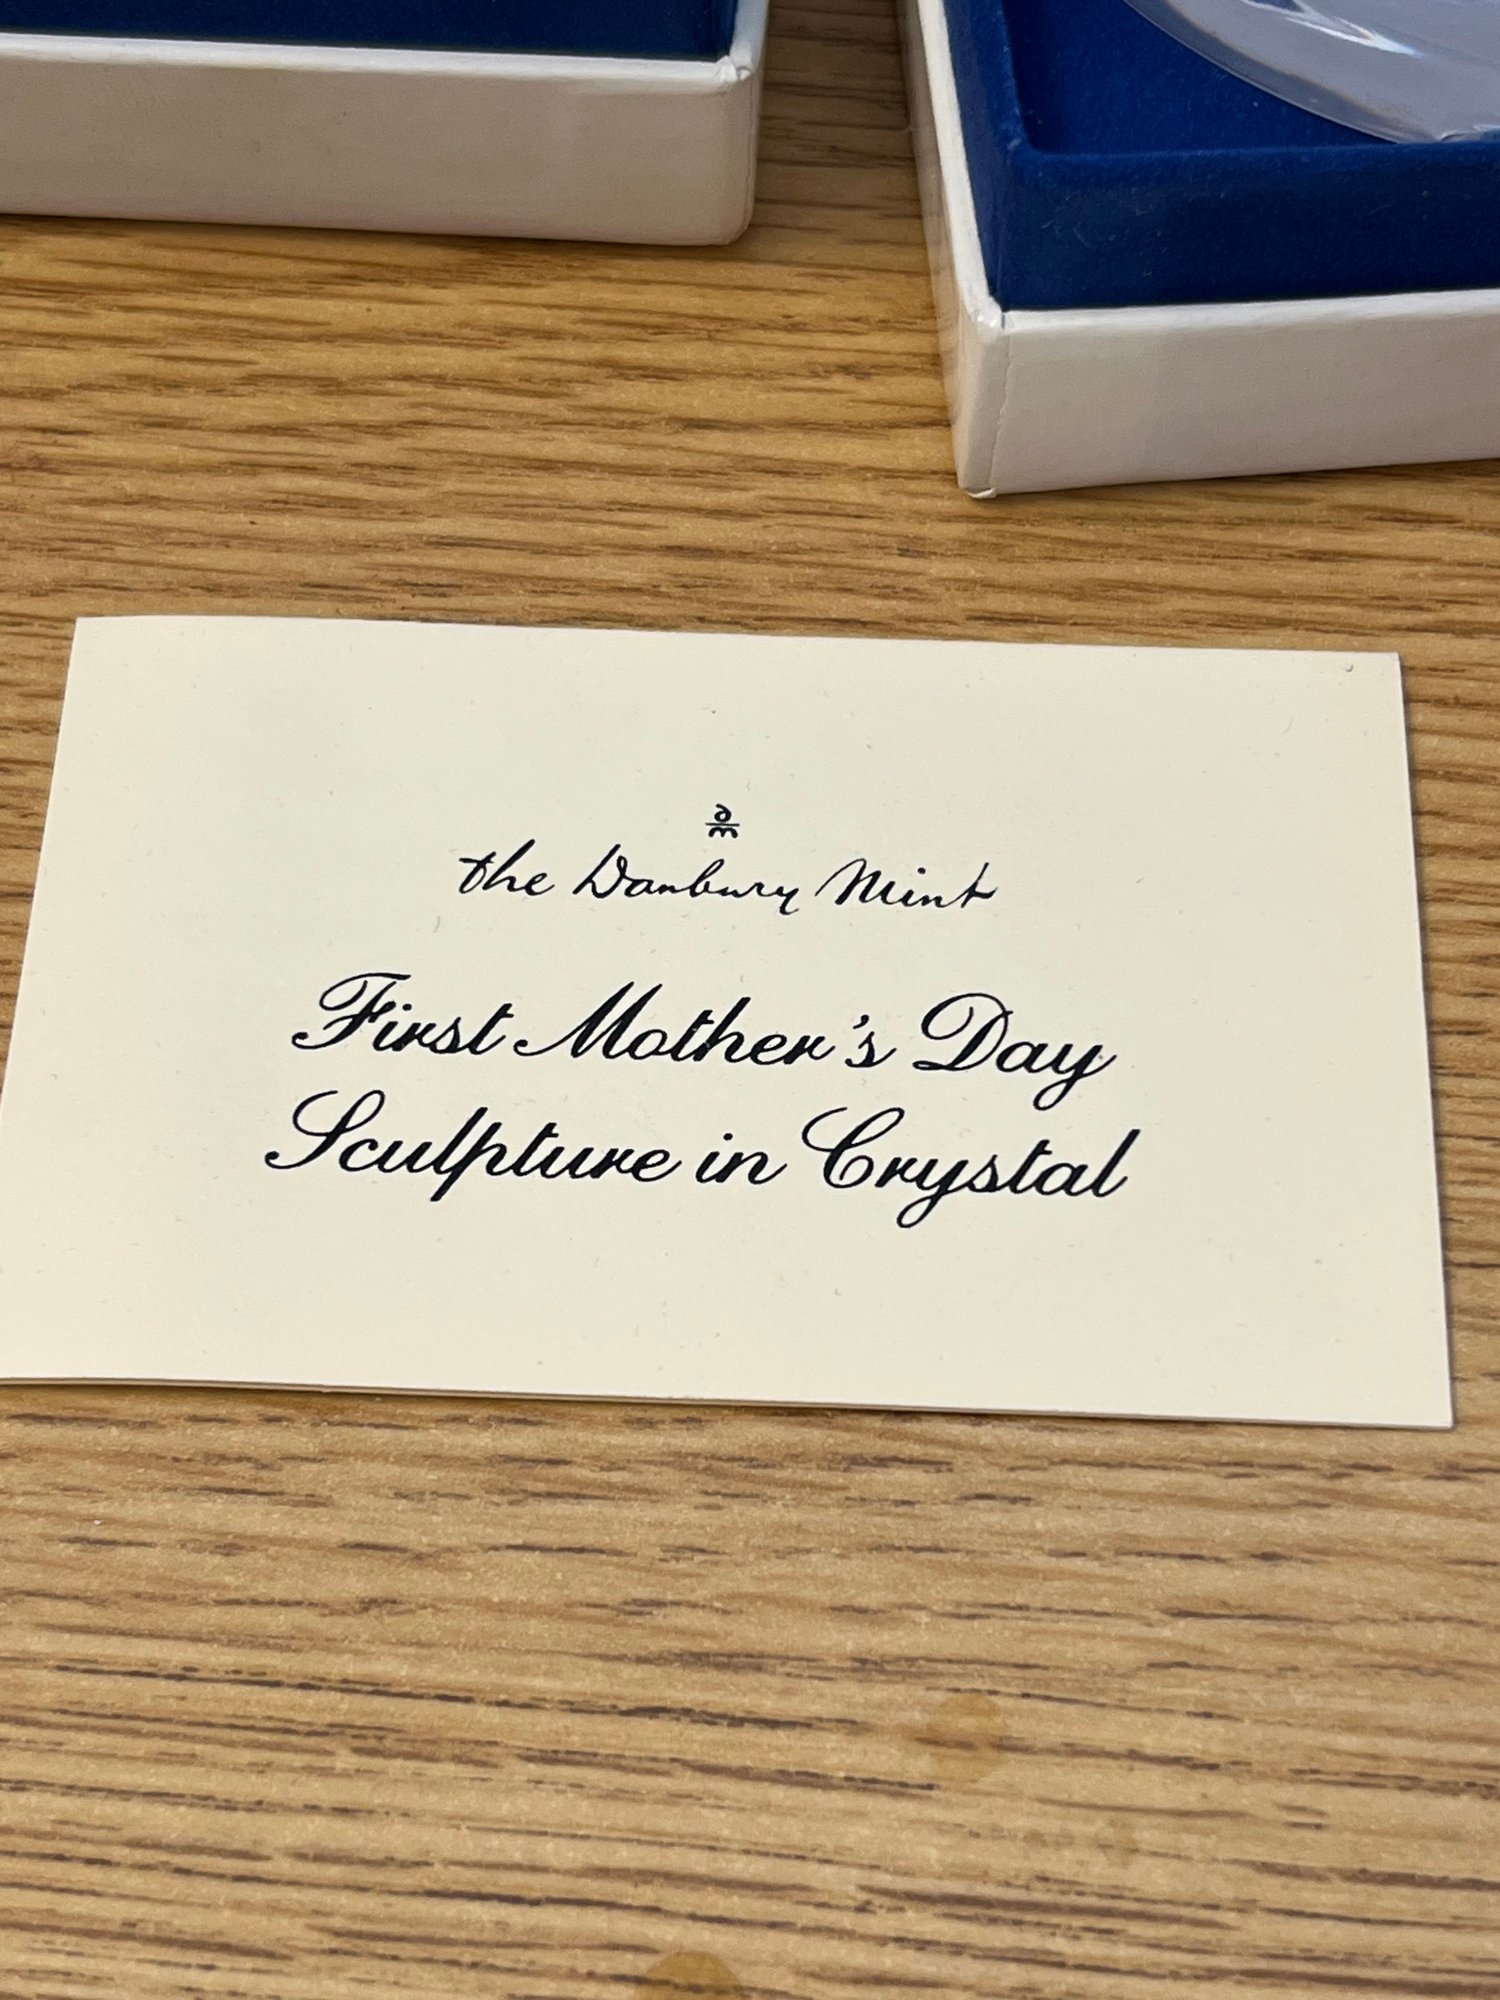 the Danbury Mint
First Mother's Day
Sculpture in Crystal